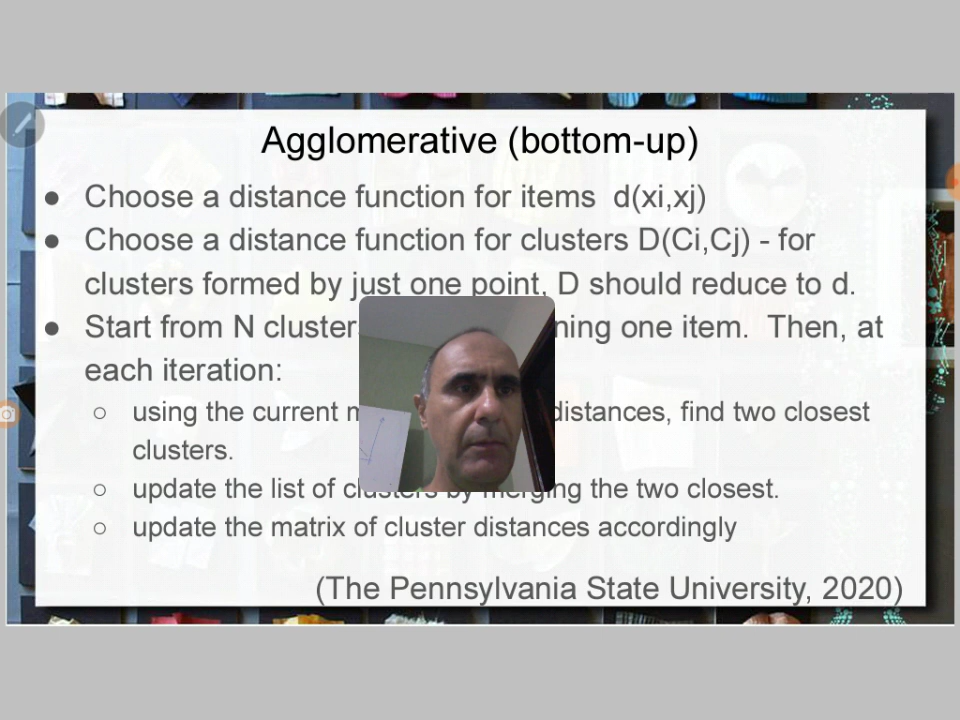 Agglomerative (bottom-up)
● Choose a distance function for items d(xi,xj)
● Choose a distance function for clusters D(Ci,Cj) - for
clusters formed by just one point, D should reduce to d.
● Start from N ning one item. Then, at
each iteration:
○ using the current distances, find two closest
clusters.
○ update the list of clusters by merging the two closest.
○ update the matrix of cluster distances accordingly
(The Pennsylvania State University, 2020)